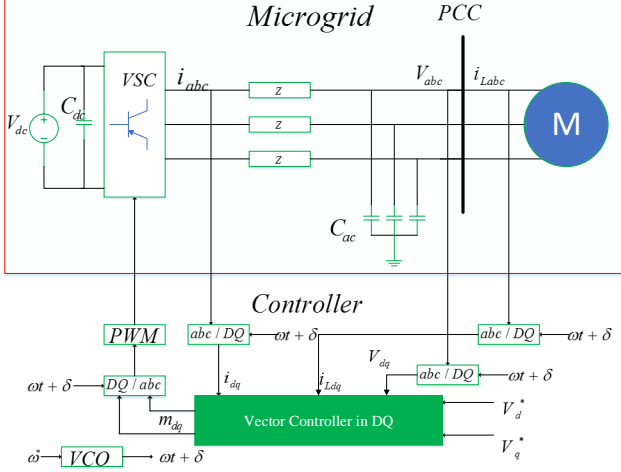 Microgrid
PCC
VSC
i_abc
V_abc
i_Labc
C_dc
V_dc
z
z
z
M
C_ac
Controller
PWM
abc / DQ
ωt + δ
abc / DQ
ωt + δ
V_dq
abc / DQ
ωt + δ
ωt + δ
DQ / abc
i_dq
i_Ldq
m_dq
Vector Controller in DQ
V_d*
V_q*
ω*
VCO
ωt + δ